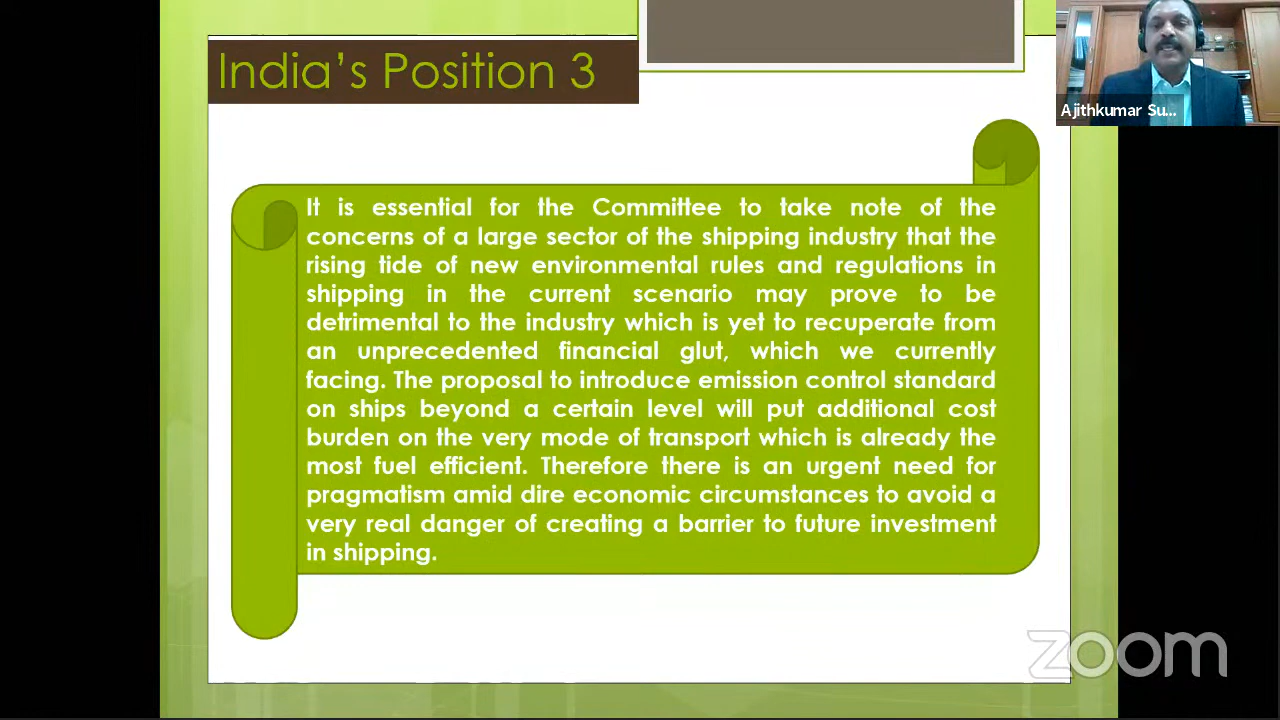 India's Position 3
Ajithkumar Su...
It is essential for the Committee to take note of the
concerns of a large sector of the shipping industry that the
rising tide of new environmental rules and regulations in
shipping in the current scenario may prove to be
detrimental to the industry which is yet to recuperate from
an unprecedented financial glut, which we currently
facing. The proposal to introduce emission control standard
on ships beyond a certain level will put additional cost
burden on the very mode of transport which is already the
most fuel efficient. Therefore there is an urgent need for
pragmatism amid dire economic circumstances to avoid a
very real danger of creating a barrier to future investment
in shipping.
zoom